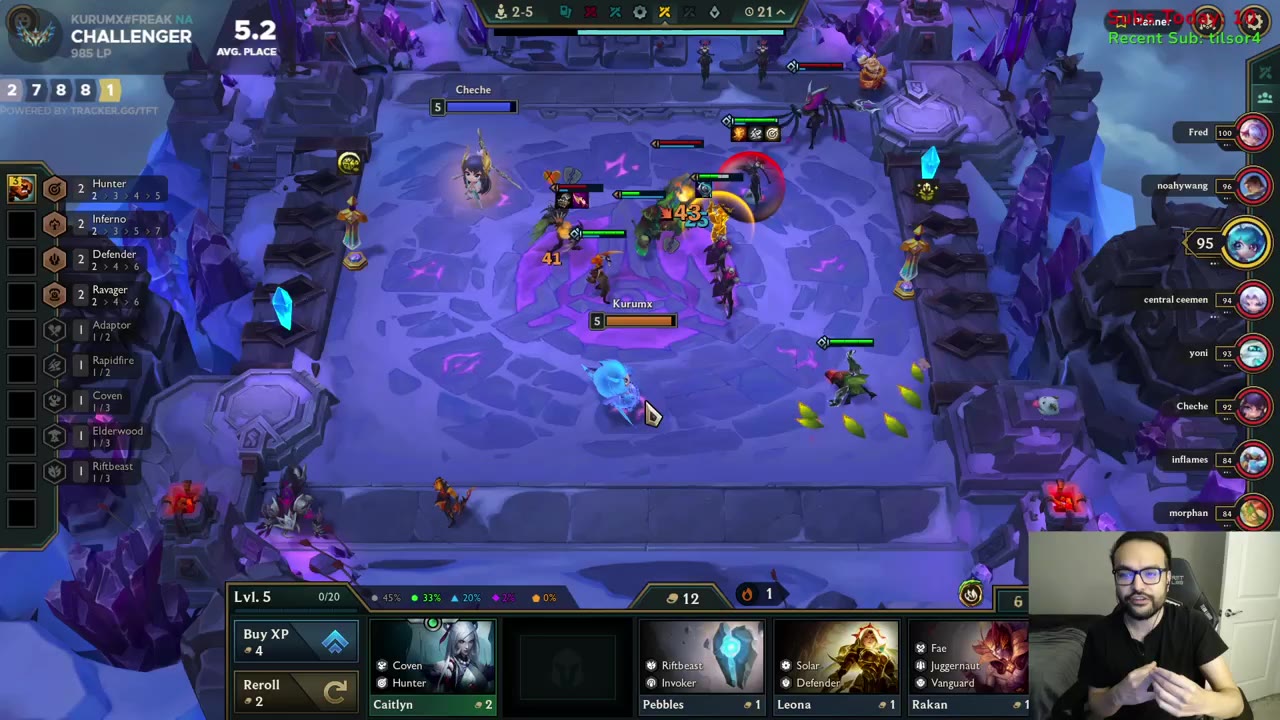 KURUMX#FREAK NA
CHALLENGER
985 LP
5.2
AVG. PLACE
2 7 8 8 1
POWERED BY TRACKER.GG/TFT
2-5
21
Planner
Subs Today: 10
Recent Sub: tilsor4
Cheche
5
Fred 100
noahywang 96
95
central ceemen 94
yoni 93
Cheche 92
inflames 84
morphan 84
2 Hunter
2 > 3 > 4 > 5
2 Inferno
2 > 3 > 5 > 7
2 Defender
2 > 4 > 6
2 Ravager
2 > 4 > 6
1 Adaptor
1 / 2
1 Rapidfire
1 / 2
1 Coven
1 / 3
1 Elderwood
1 / 3
1 Riftbeast
1 / 3
43
41
Kurumx
5
Lvl. 5 0/20
45% 33% 20% 2% 0%
12
1
6
Buy XP
4
Reroll
2
Coven
Hunter
Caitlyn 2
Riftbeast
Invoker
Pebbles 1
Solar
Defender
Leona 1
Fae
Juggernaut
Vanguard
Rakan 1